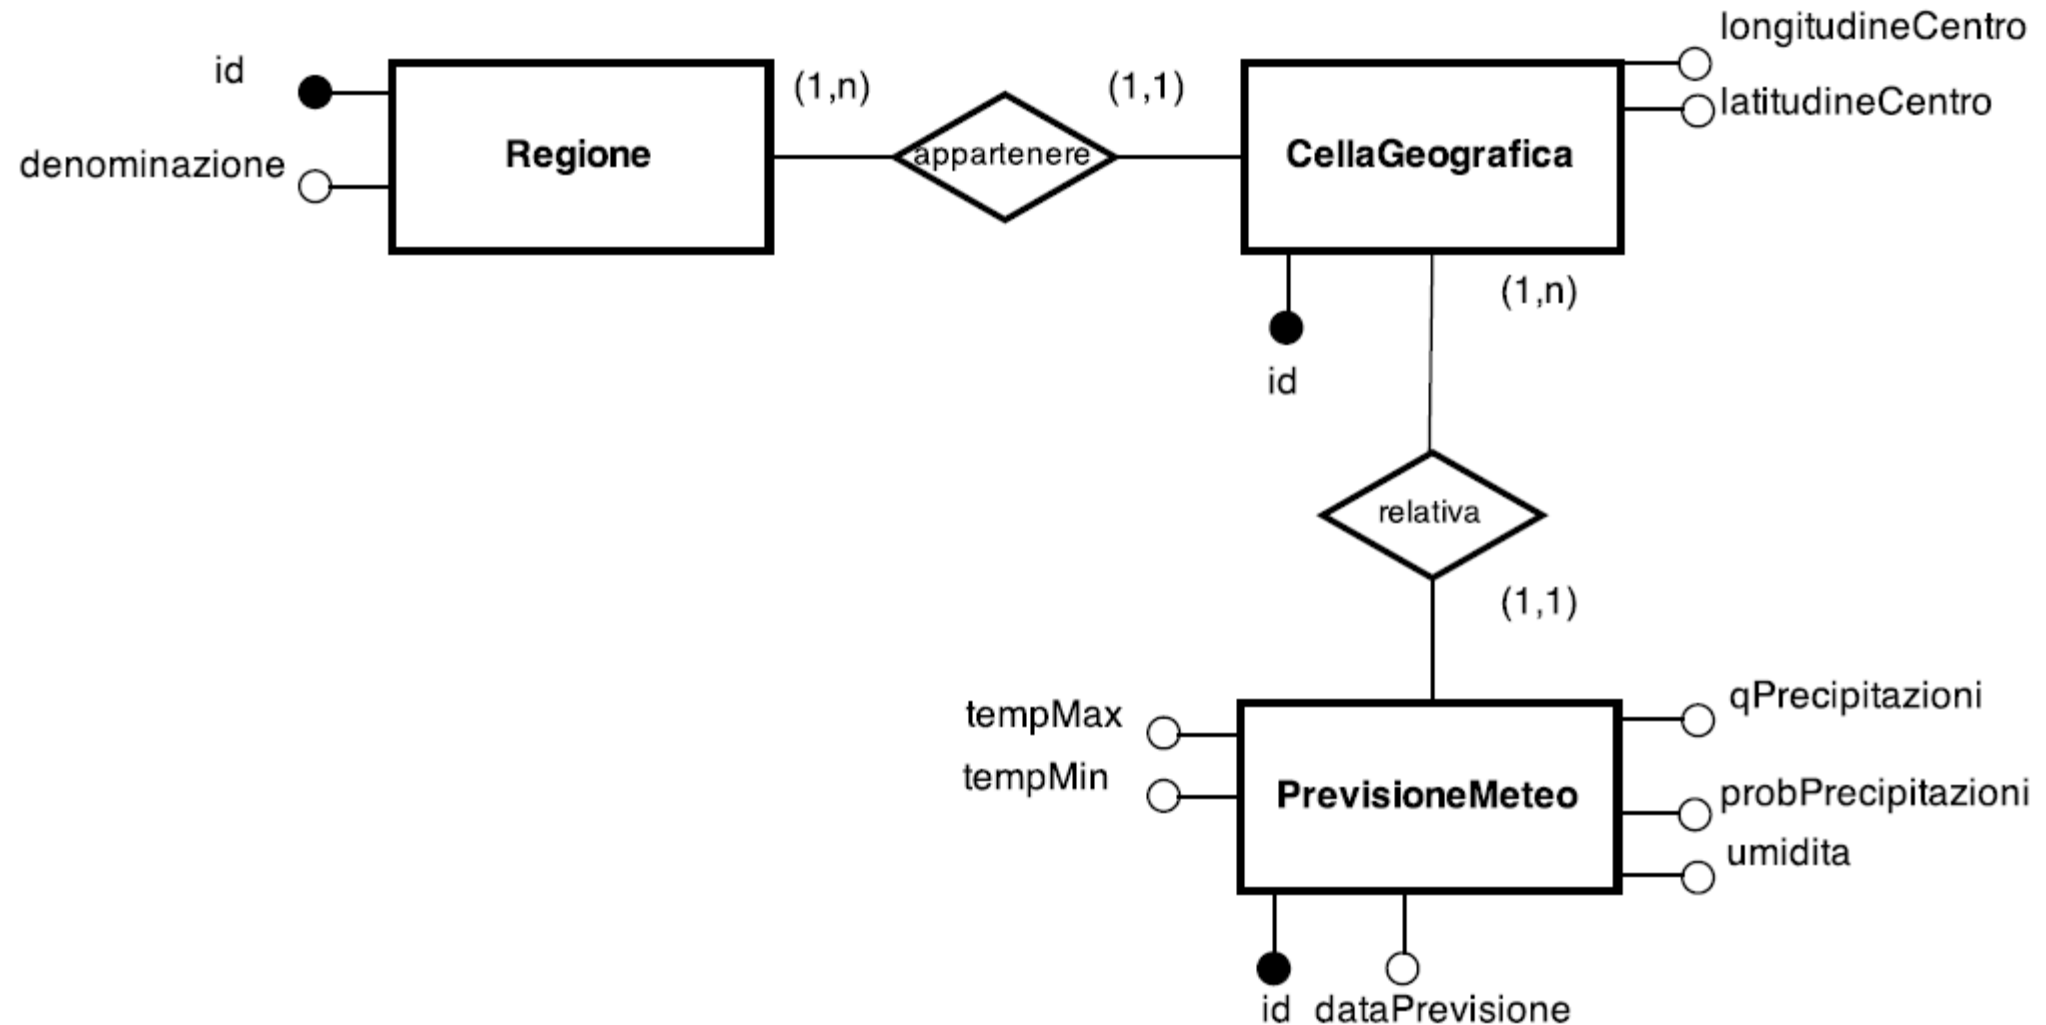 longitudineCentro
id
(1,n)
(1,1)
latitudineCentro
denominazione
Regione
appartenere
CellaGeografica
(1,n)
id
relativa
(1,1)
tempMax
qPrecipitazioni
tempMin
PrevisioneMeteo
probPrecipitazioni
umidita
id
dataPrevisione